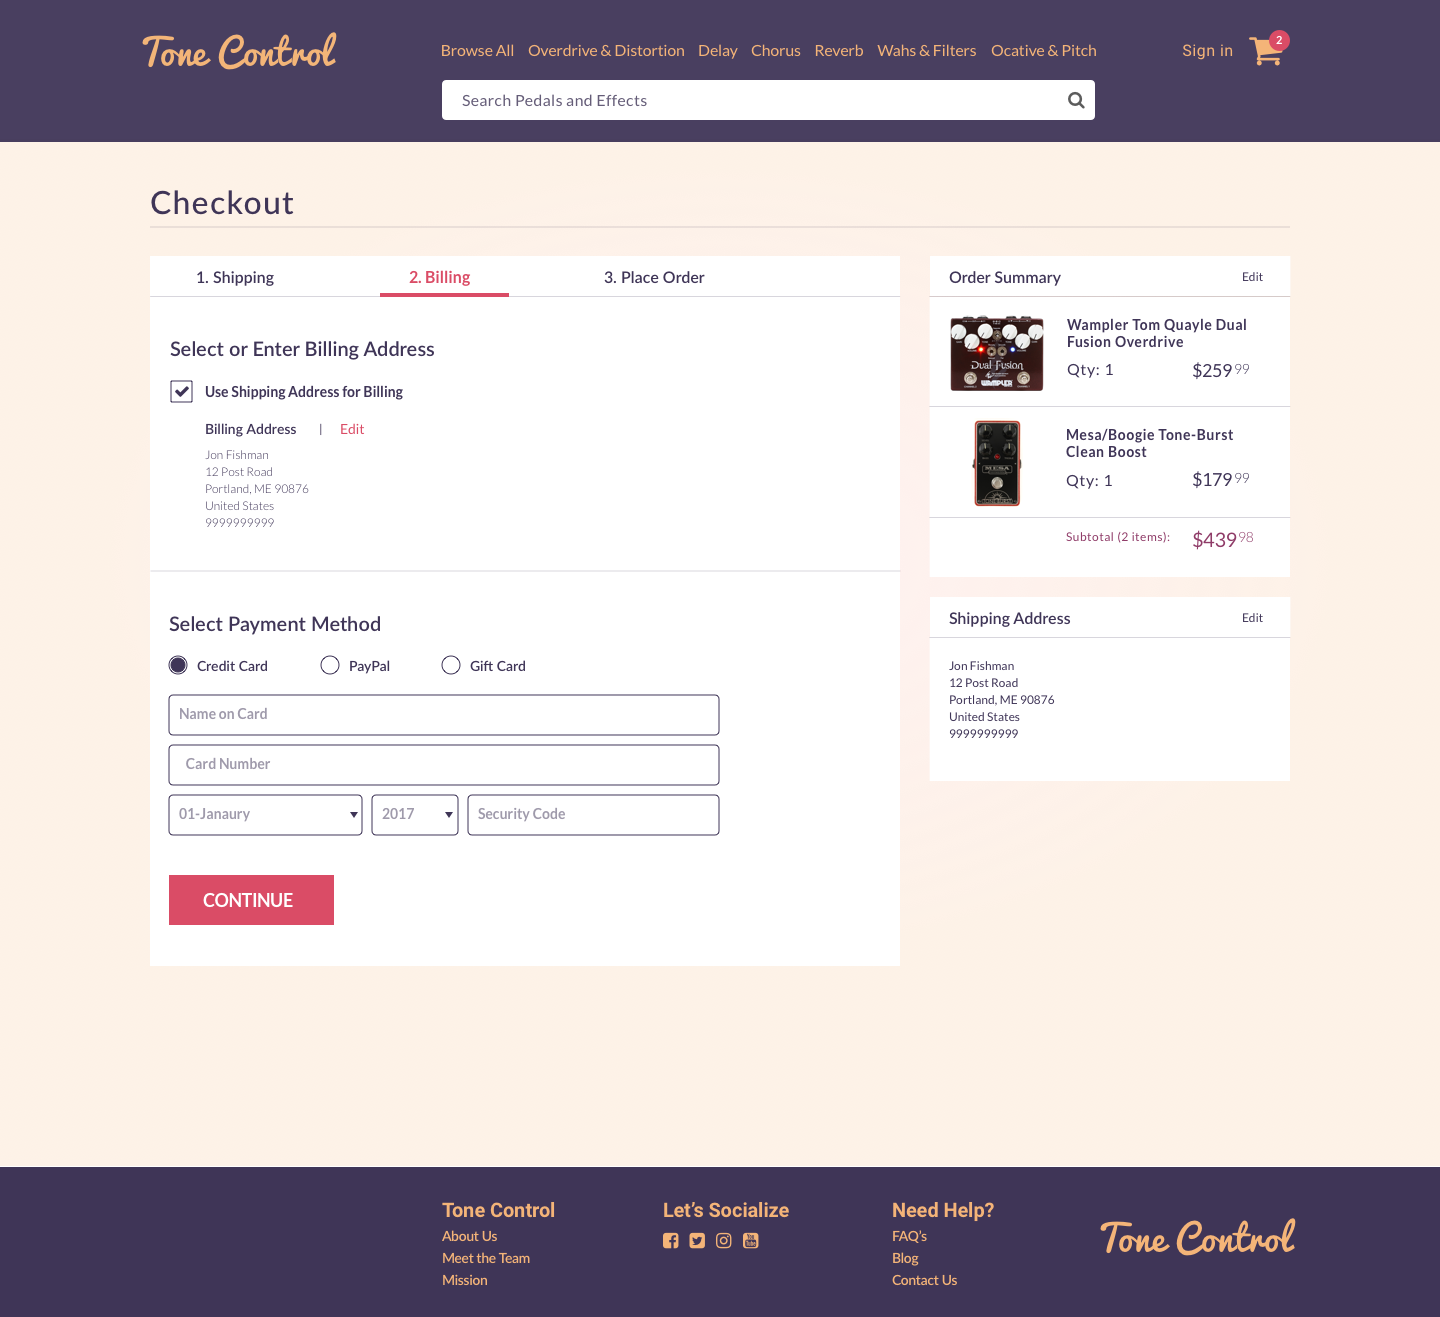 Tone Control
Browse All Overdrive & Distortion Delay Chorus Reverb Wahs & Filters Ocative & Pitch
Sign in
2
Search Pedals and Effects
Checkout
1. Shipping 2. Billing 3. Place Order
Select or Enter Billing Address
Use Shipping Address for Billing
Billing Address | Edit
Jon Fishman
12 Post Road
Portland, ME 90876
United States
9999999999
Select Payment Method
Credit Card PayPal Gift Card
Name on Card
Card Number
01-Janaury 2017 Security Code
CONTINUE
Order Summary Edit
Dual Fusion
WAMPLER
Wampler Tom Quayle Dual
Fusion Overdrive
Qty: 1 $259 99
MESA
Mesa/Boogie Tone-Burst
Clean Boost
Qty: 1 $179 99
Subtotal (2 items): $439 98
Shipping Address Edit
Jon Fishman
12 Post Road
Portland, ME 90876
United States
9999999999
Tone Control
About Us
Meet the Team
Mission
Let’s Socialize
Need Help?
FAQ’s
Blog
Contact Us
Tone Control